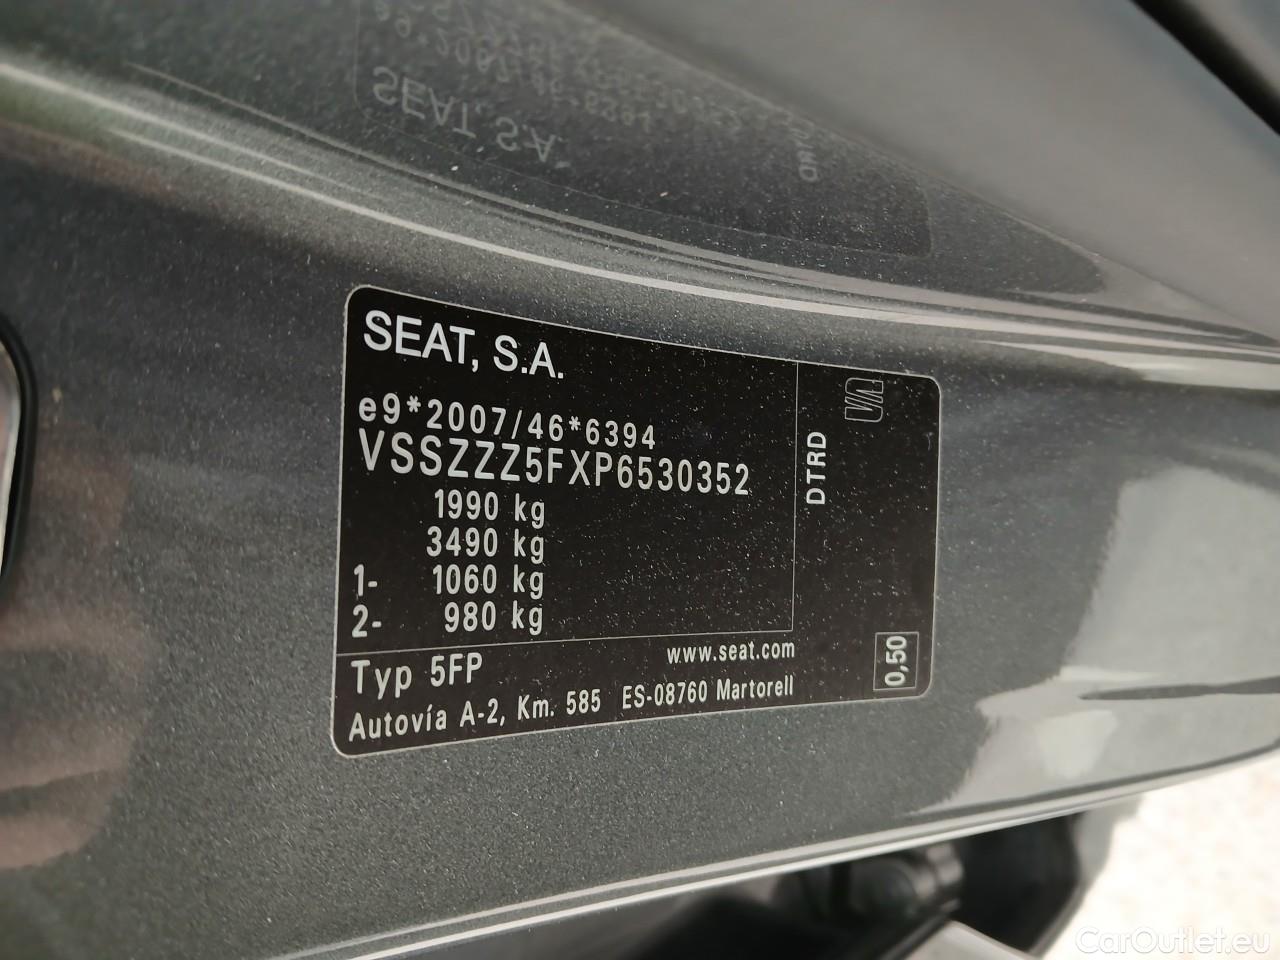 SEAT, S.A.
e9*2007/46*6394
VSSZZZ5FXP6530352
1990 kg
3490 kg
1- 1060 kg
2- 980 kg
DTRD
0,50
Typ 5FP www.seat.com
Autovía A-2, Km. 585 ES-08760 Martorell
CarOutlet.eu